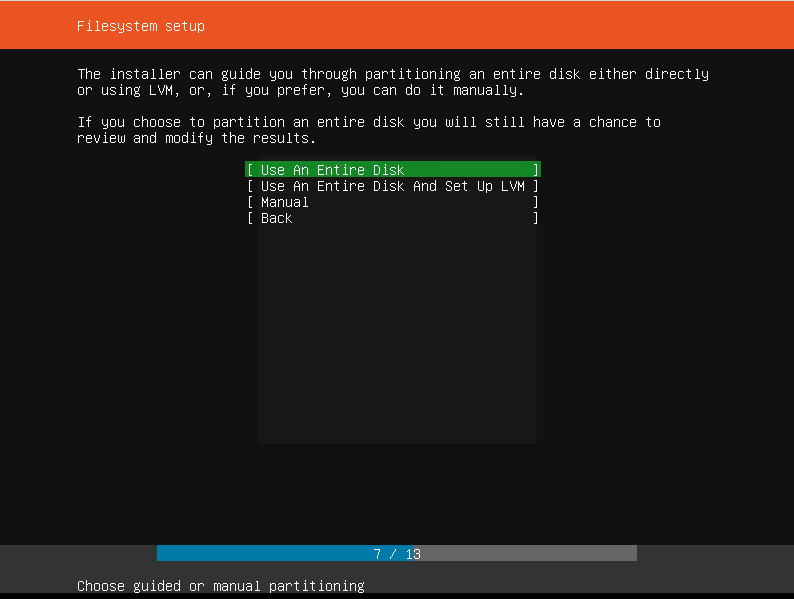 Filesystem setup
The installer can guide you through partitioning an entire disk either directly
or using LVM, or, if you prefer, you can do it manually.
If you choose to partition an entire disk you will still have a chance to
review and modify the results.
[ Use An Entire Disk ]
[ Use An Entire Disk And Set Up LVM ]
[ Manual ]
[ Back ]
7 / 13
Choose guided or manual partitioning